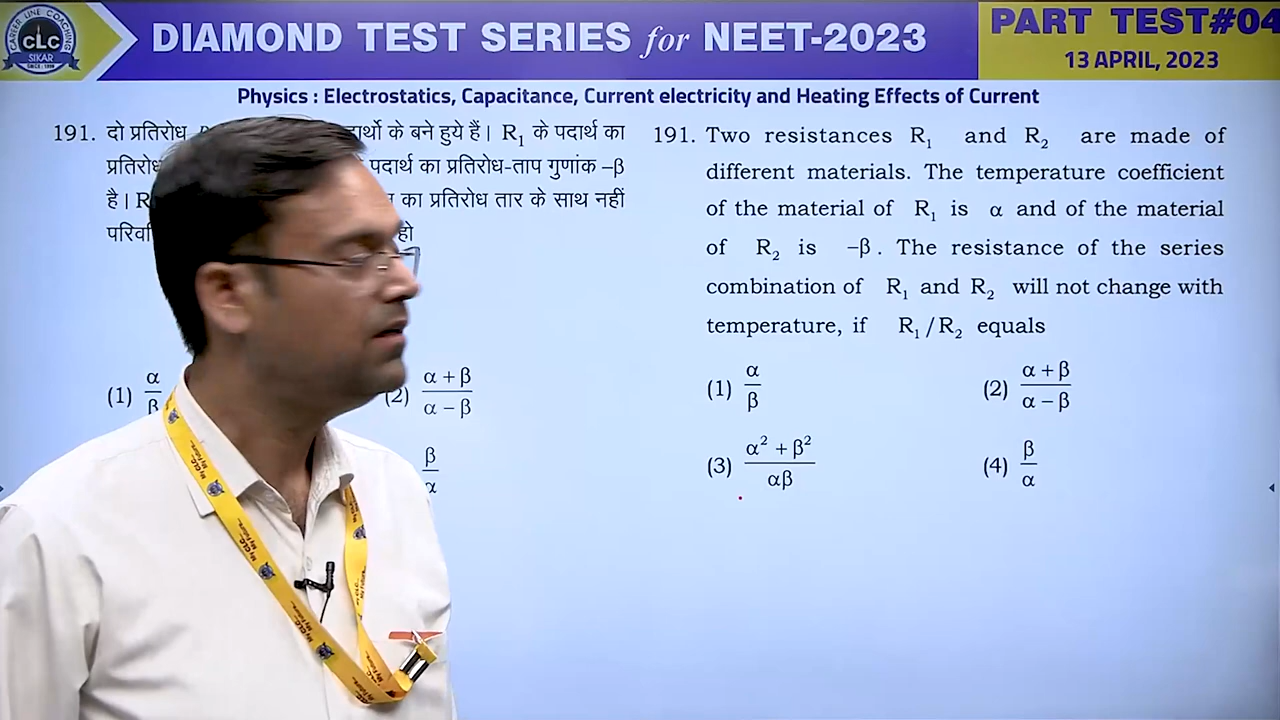 CAREER LINE COACHING
CLC
SIKAR
SINCE : 1996
DIAMOND TEST SERIES for NEET-2023
PART TEST#04
13 APRIL, 2023
Physics : Electrostatics, Capacitance, Current electricity and Heating Effects of Current
191. दो प्रतिरोध के बने हुये हैं। R₁ के पदार्थ का
पदार्थ का प्रतिरोध-ताप गुणांक –β
है। का प्रतिरोध तार के साथ नहीं
हो
(1) α/β
(2) (α + β)/(α – β)
β/α
191. Two resistances R₁ and R₂ are made of
different materials. The temperature coefficient
of the material of R₁ is α and of the material
of R₂ is –β. The resistance of the series
combination of R₁ and R₂ will not change with
temperature, if R₁/R₂ equals
(1) α/β
(2) (α + β)/(α – β)
(3) (α² + β²)/(αβ)
(4) β/α
My CLC..